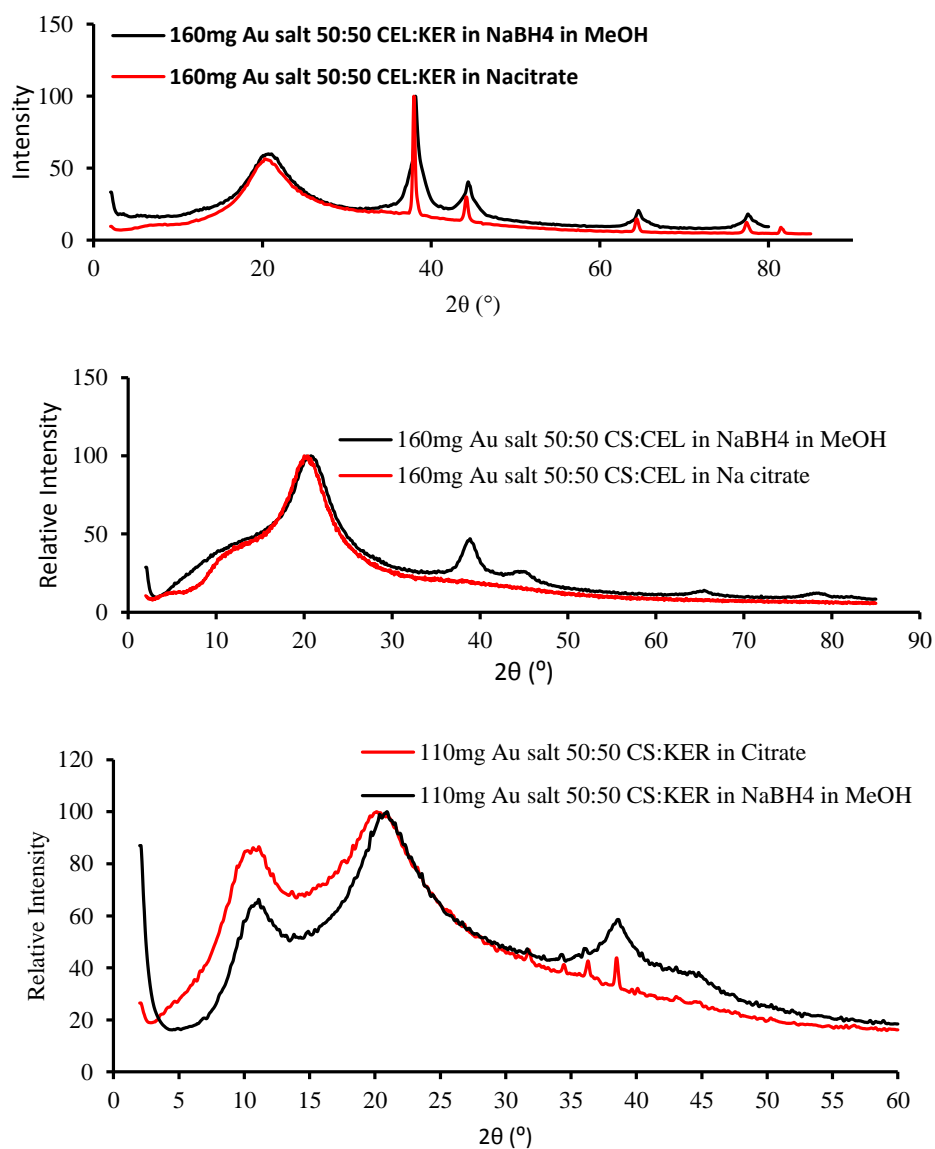 160mg Au salt 50:50 CEL:KER in NaBH4 in MeOH
160mg Au salt 50:50 CEL:KER in Nacitrate
Intensity
150
100
50
0
0 20 40 60 80
2θ (°)
150
100
50
0
Relative Intensity
160mg Au salt 50:50 CS:CEL in NaBH4 in MeOH
160mg Au salt 50:50 CS:CEL in Na citrate
0 10 20 30 40 50 60 70 80 90
2θ (⁰)
110mg Au salt 50:50 CS:KER in Citrate
110mg Au salt 50:50 CS:KER in NaBH4 in MeOH
Relative Intensity
120
100
80
60
40
20
0
0 5 10 15 20 25 30 35 40 45 50 55 60
2θ (⁰)